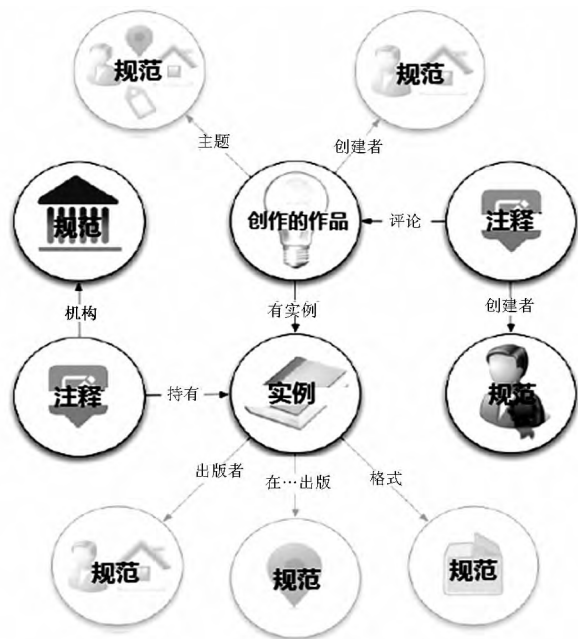 规范
规范
主题
创建者
规范
创作的作品
评论
注释
机构
有实例
创建者
注释
持有
实例
规范
出版者
在…出版
格式
规范
规范
规范